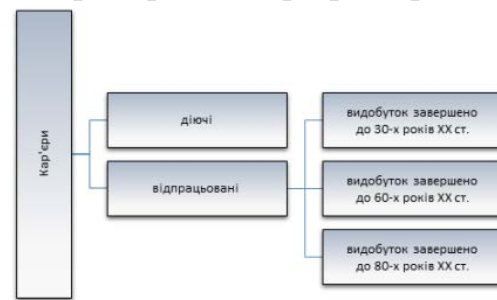 Кар'єри
діючі
відпрацьовані
видобуток завершено
до 30-х років XX ст.
видобуток завершено
до 60-х років XX ст.
видобуток завершено
до 80-х років XX ст.